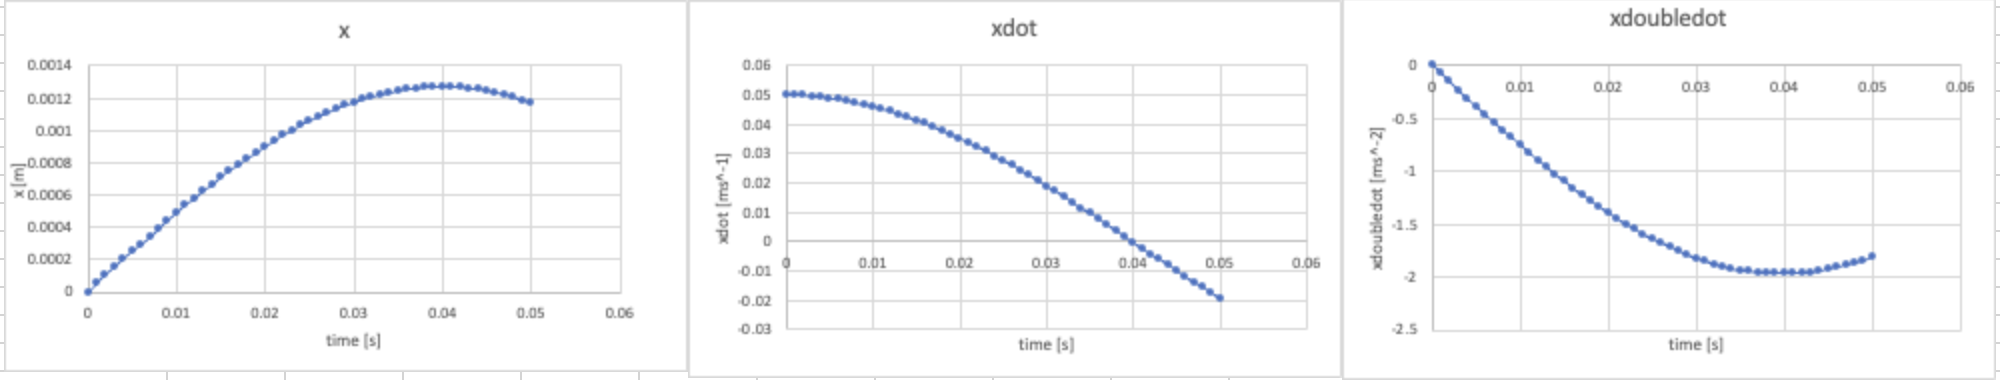 x
0.0014
0.0012
0.001
0.0008
0.0006
0.0004
0.0002
0
x [m]
0 0.01 0.02 0.03 0.04 0.05 0.06
time [s]
xdot
0.06
0.05
0.04
0.03
0.02
0.01
0
-0.01
-0.02
-0.03
xdot [ms^-1]
0 0.01 0.02 0.03 0.04 0.05 0.06
time [s]
xdoubledot
0
0 0.01 0.02 0.03 0.04 0.05 0.06
-0.5
-1
-1.5
-2
-2.5
xdoubledot [ms^-2]
time [s]